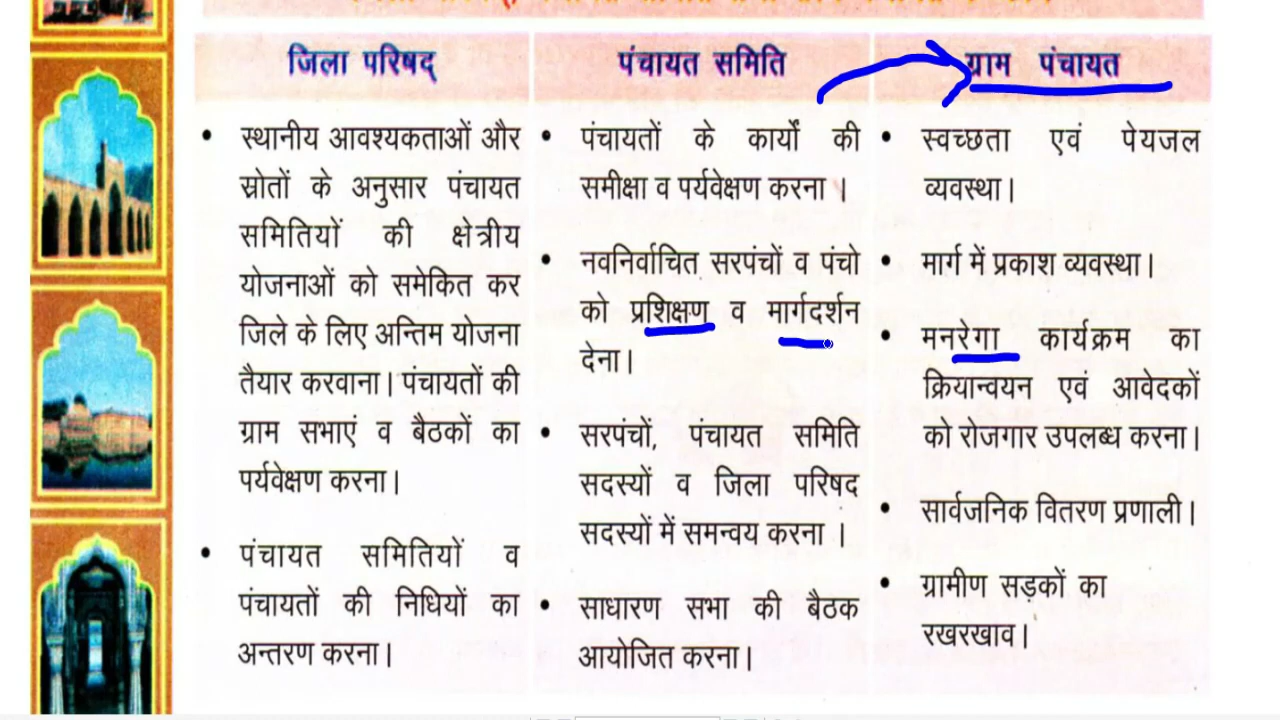 जिला परिषद्
स्थानीय आवश्यकताओं और
स्रोतों के अनुसार पंचायत
समितियों की क्षेत्रीय
योजनाओं को समेकित कर
जिले के लिए अन्तिम योजना
तैयार करवाना। पंचायतों की
ग्राम सभाएं व बैठकों का
पर्यवेक्षण करना।
पंचायत समितियों व
पंचायतों की निधियों का
अन्तरण करना।
पंचायत समिति
पंचायतों के कार्यों की
समीक्षा व पर्यवेक्षण करना ।
नवनिर्वाचित सरपंचों व पंचो
को प्रशिक्षण व मार्गदर्शन
देना।
सरपंचों, पंचायत समिति
सदस्यों व जिला परिषद
सदस्यों में समन्वय करना ।
साधारण सभा की बैठक
आयोजित करना।
ग्राम पंचायत
स्वच्छता एवं पेयजल
व्यवस्था।
मार्ग में प्रकाश व्यवस्था।
मनरेगा कार्यक्रम का
क्रियान्वयन एवं आवेदकों
को रोजगार उपलब्ध करना।
सार्वजनिक वितरण प्रणाली।
ग्रामीण सड़कों का
रखरखाव।